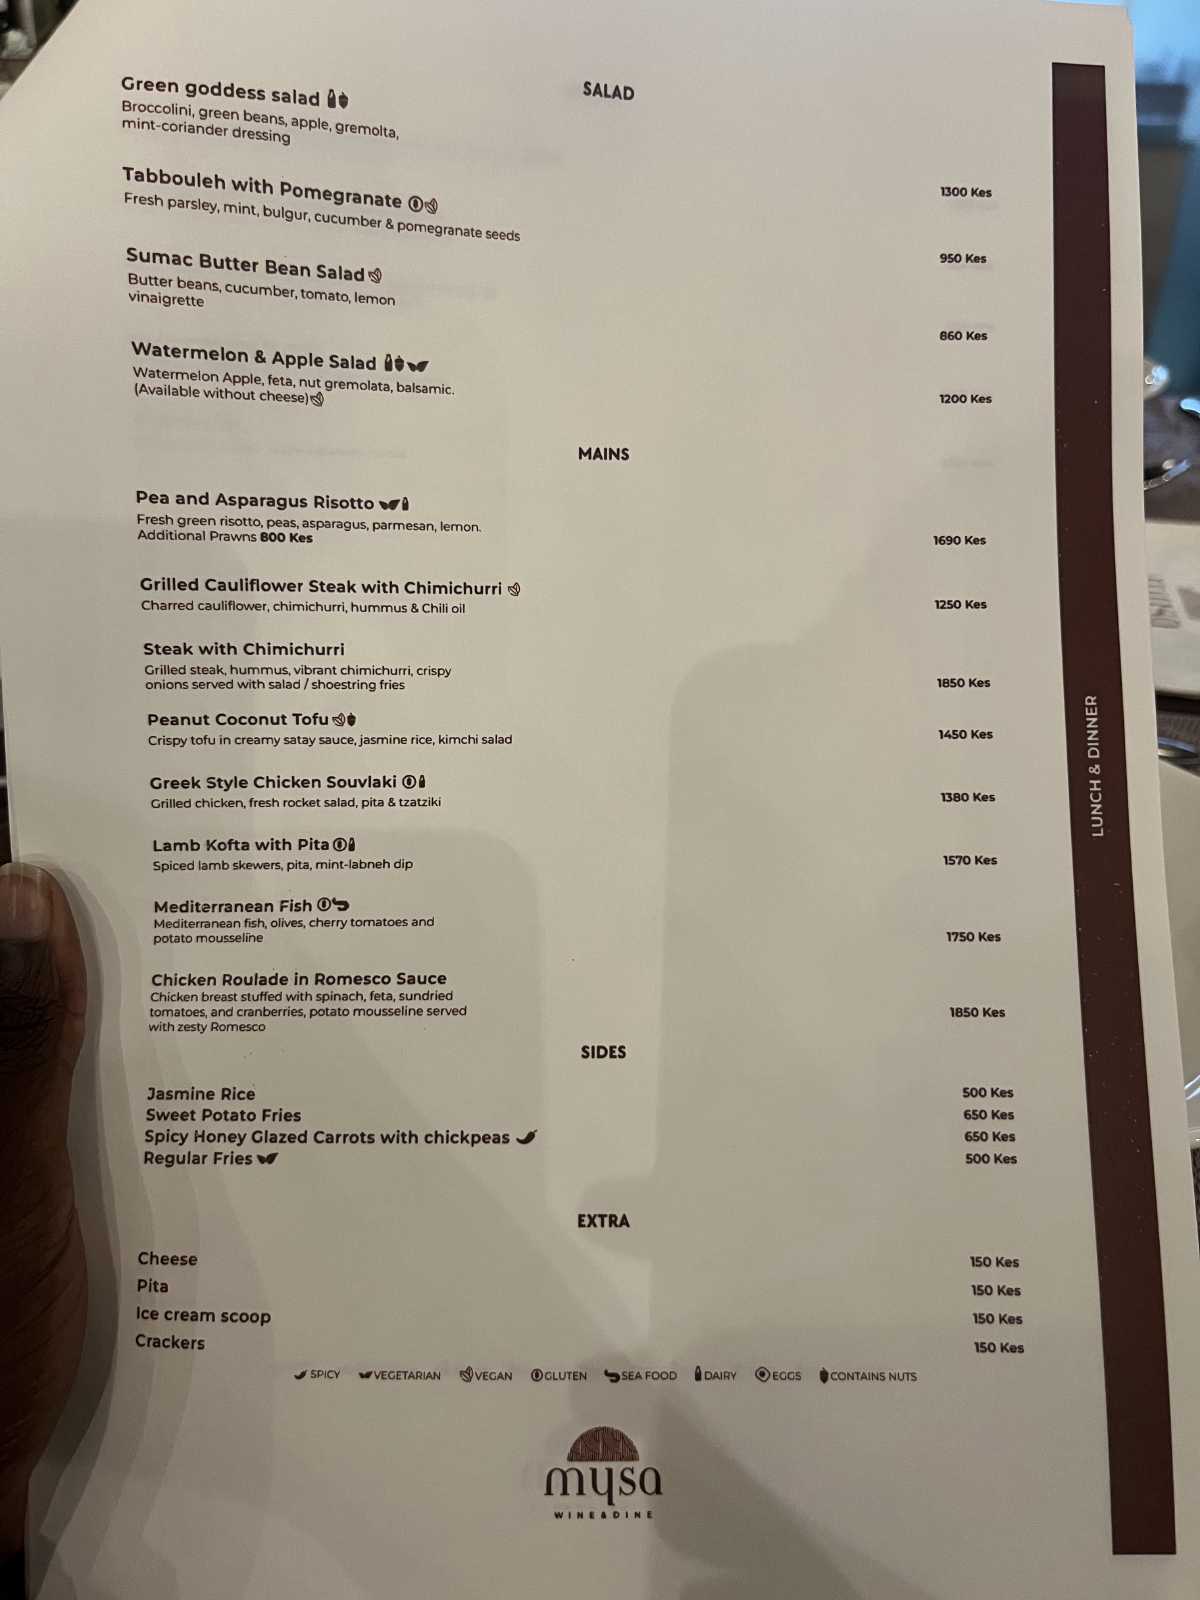 SALAD
Green goddess salad
Broccolini, green beans, apple, gremolta,
mint-coriander dressing
1300 Kes
Tabbouleh with Pomegranate
Fresh parsley, mint, bulgur, cucumber & pomegranate seeds
950 Kes
Sumac Butter Bean Salad
Butter beans, cucumber, tomato, lemon
vinaigrette
860 Kes
Watermelon & Apple Salad
Watermelon Apple, feta, nut gremolata, balsamic.
(Available without cheese)
1200 Kes
MAINS
Pea and Asparagus Risotto
Fresh green risotto, peas, asparagus, parmesan, lemon.
Additional Prawns 800 Kes
1690 Kes
Grilled Cauliflower Steak with Chimichurri
Charred cauliflower, chimichurri, hummus & Chili oil
1250 Kes
Steak with Chimichurri
Grilled steak, hummus, vibrant chimichurri, crispy
onions served with salad / shoestring fries
1850 Kes
Peanut Coconut Tofu
Crispy tofu in creamy satay sauce, jasmine rice, kimchi salad
1450 Kes
Greek Style Chicken Souvlaki
Grilled chicken, fresh rocket salad, pita & tzatziki
1380 Kes
Lamb Kofta with Pita
Spiced lamb skewers, pita, mint-labneh dip
1570 Kes
Mediterranean Fish
Mediterranean fish, olives, cherry tomatoes and
potato mousseline
1750 Kes
Chicken Roulade in Romesco Sauce
Chicken breast stuffed with spinach, feta, sundried
tomatoes, and cranberries, potato mousseline served
with zesty Romesco
1850 Kes
SIDES
Jasmine Rice 500 Kes
Sweet Potato Fries 650 Kes
Spicy Honey Glazed Carrots with chickpeas 650 Kes
Regular Fries 500 Kes
EXTRA
Cheese 150 Kes
Pita 150 Kes
Ice cream scoop 150 Kes
Crackers 150 Kes
SPICY VEGETARIAN VEGAN GLUTEN SEA FOOD DAIRY EGGS CONTAINS NUTS
mysa
WINE & DINE
LUNCH & DINNER